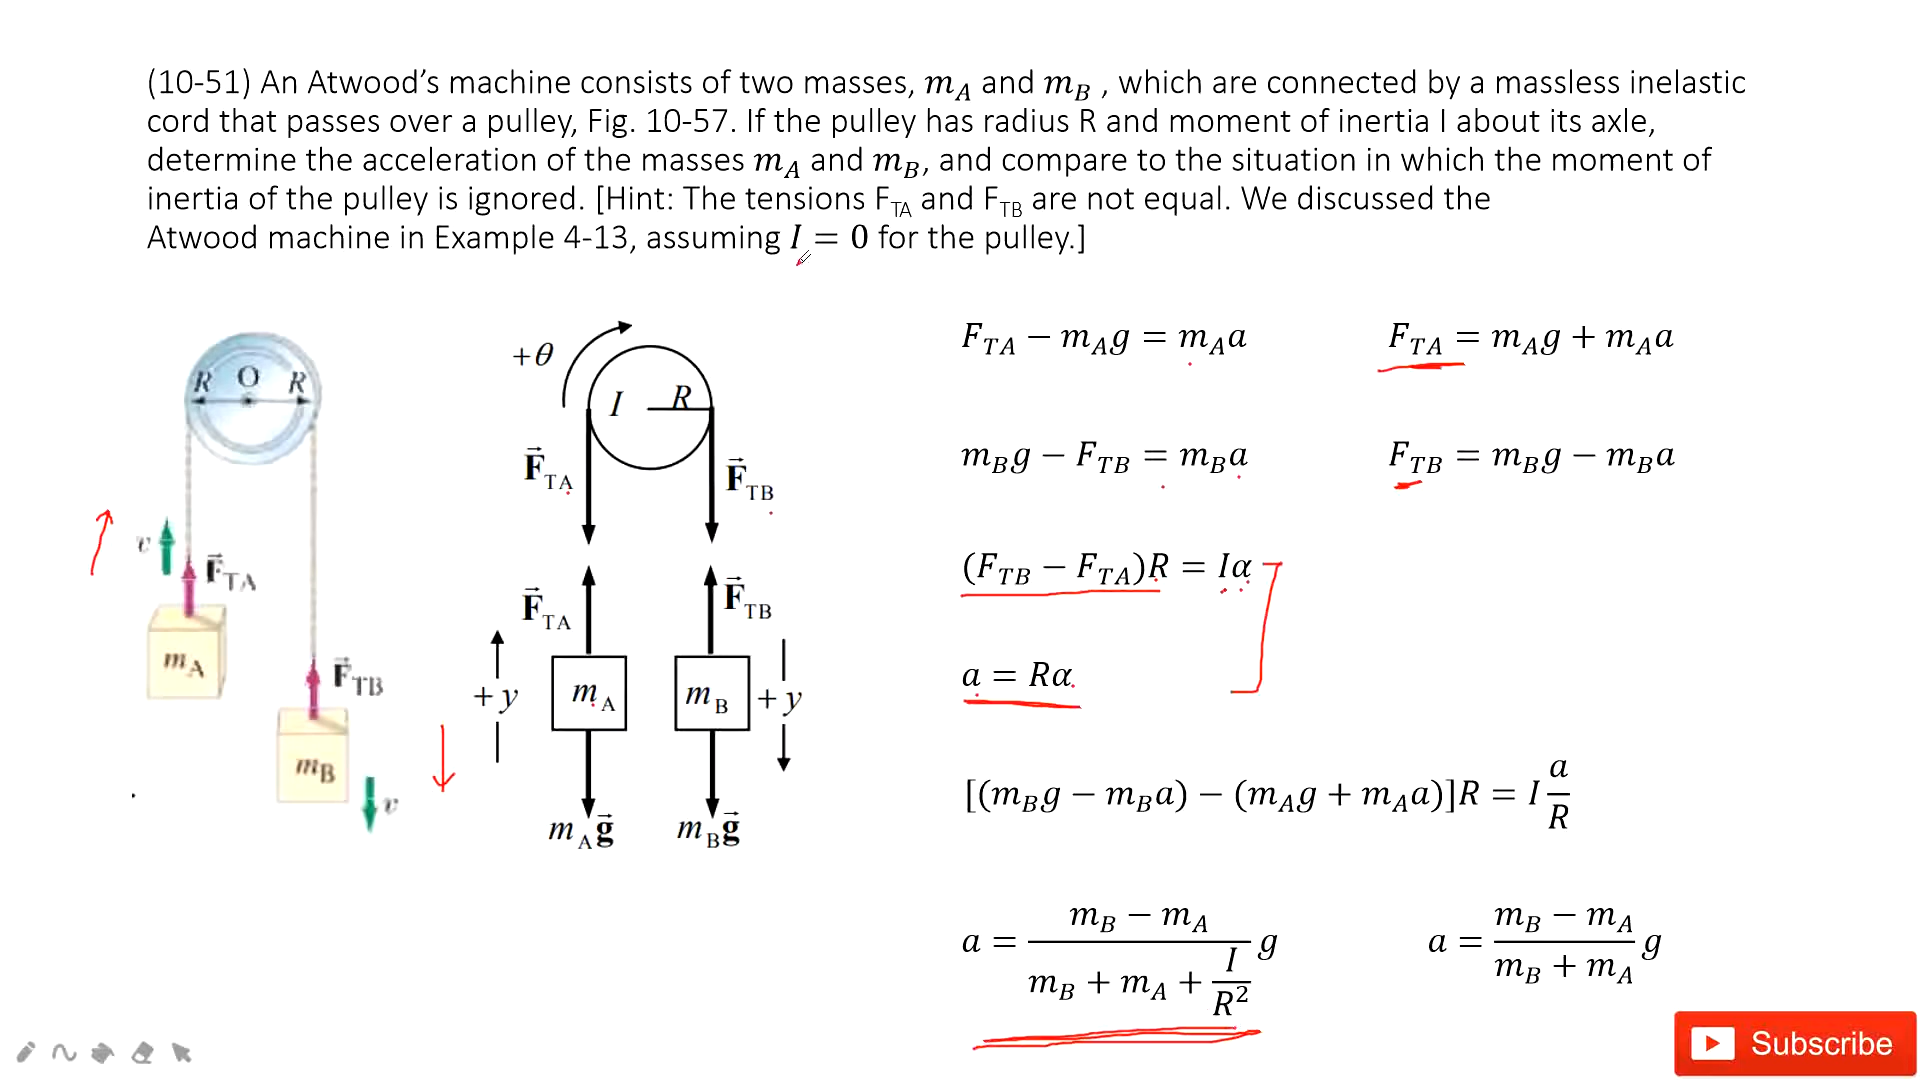 (10-51) An Atwood’s machine consists of two masses, m_A and m_B , which are connected by a massless inelastic
cord that passes over a pulley, Fig. 10-57. If the pulley has radius R and moment of inertia I about its axle,
determine the acceleration of the masses m_A and m_B, and compare to the situation in which the moment of
inertia of the pulley is ignored. [Hint: The tensions F_TA and F_TB are not equal. We discussed the
Atwood machine in Example 4-13, assuming I = 0 for the pulley.]
R O R
v
F⃗_TA
m_A
F⃗_TB
m_B
v
+θ
I R
F⃗_TA
F⃗_TB
F⃗_TA
F⃗_TB
+y m_A m_B +y
m_A g⃗ m_B g⃗
F_TA − m_A g = m_A a
F_TA = m_A g + m_A a
m_B g − F_TB = m_B a
F_TB = m_B g − m_B a
(F_TB − F_TA)R = Iα
a = Rα
[(m_B g − m_B a) − (m_A g + m_A a)]R = I a/R
a = (m_B − m_A)/(m_B + m_A + I/R²) g
a = (m_B − m_A)/(m_B + m_A) g
Subscribe